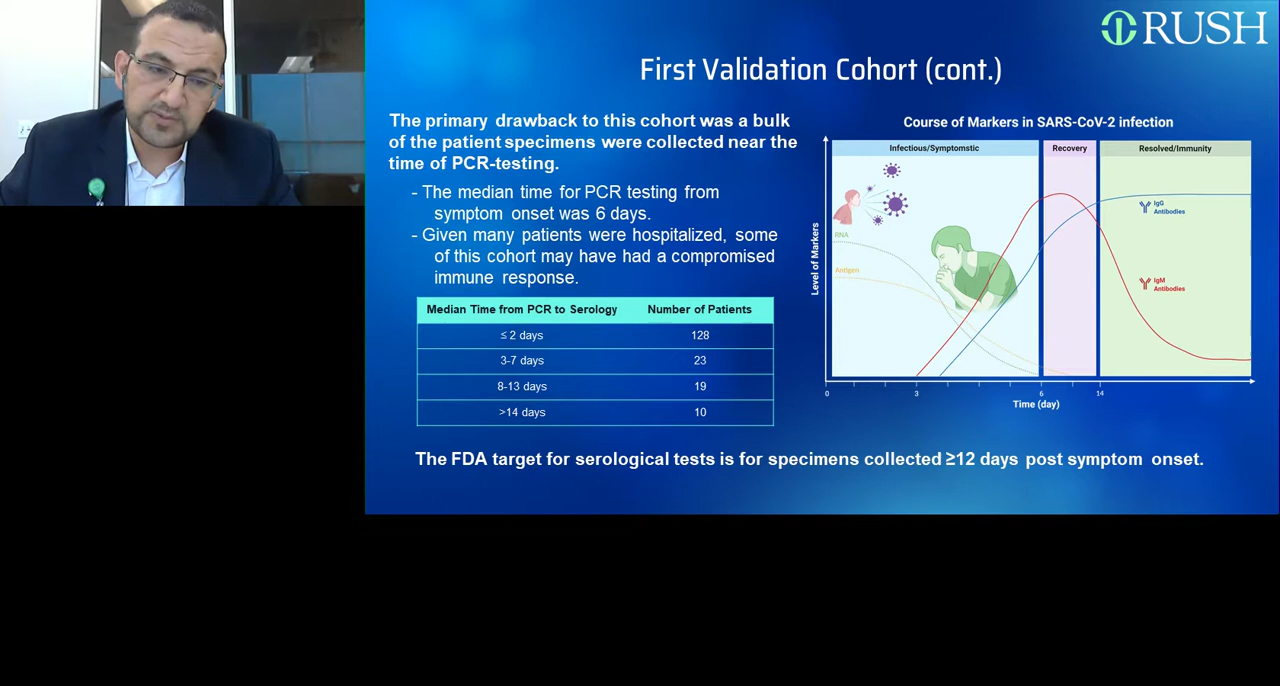 RUSH
First Validation Cohort (cont.)
The primary drawback to this cohort was a bulk
of the patient specimens were collected near the
time of PCR-testing.
- The median time for PCR testing from
symptom onset was 6 days.
- Given many patients were hospitalized, some
of this cohort may have had a compromised
immune response.
Median Time from PCR to Serology Number of Patients
≤ 2 days 128
3-7 days 23
8-13 days 19
>14 days 10
Course of Markers in SARS-CoV-2 infection
Infectious/Symptomstic Recovery Resolved/Immunity
Level of Markers
RNA
Antigen
IgG
Antibodies
IgM
Antibodies
0 3 6 14
Time (day)
The FDA target for serological tests is for specimens collected ≥12 days post symptom onset.